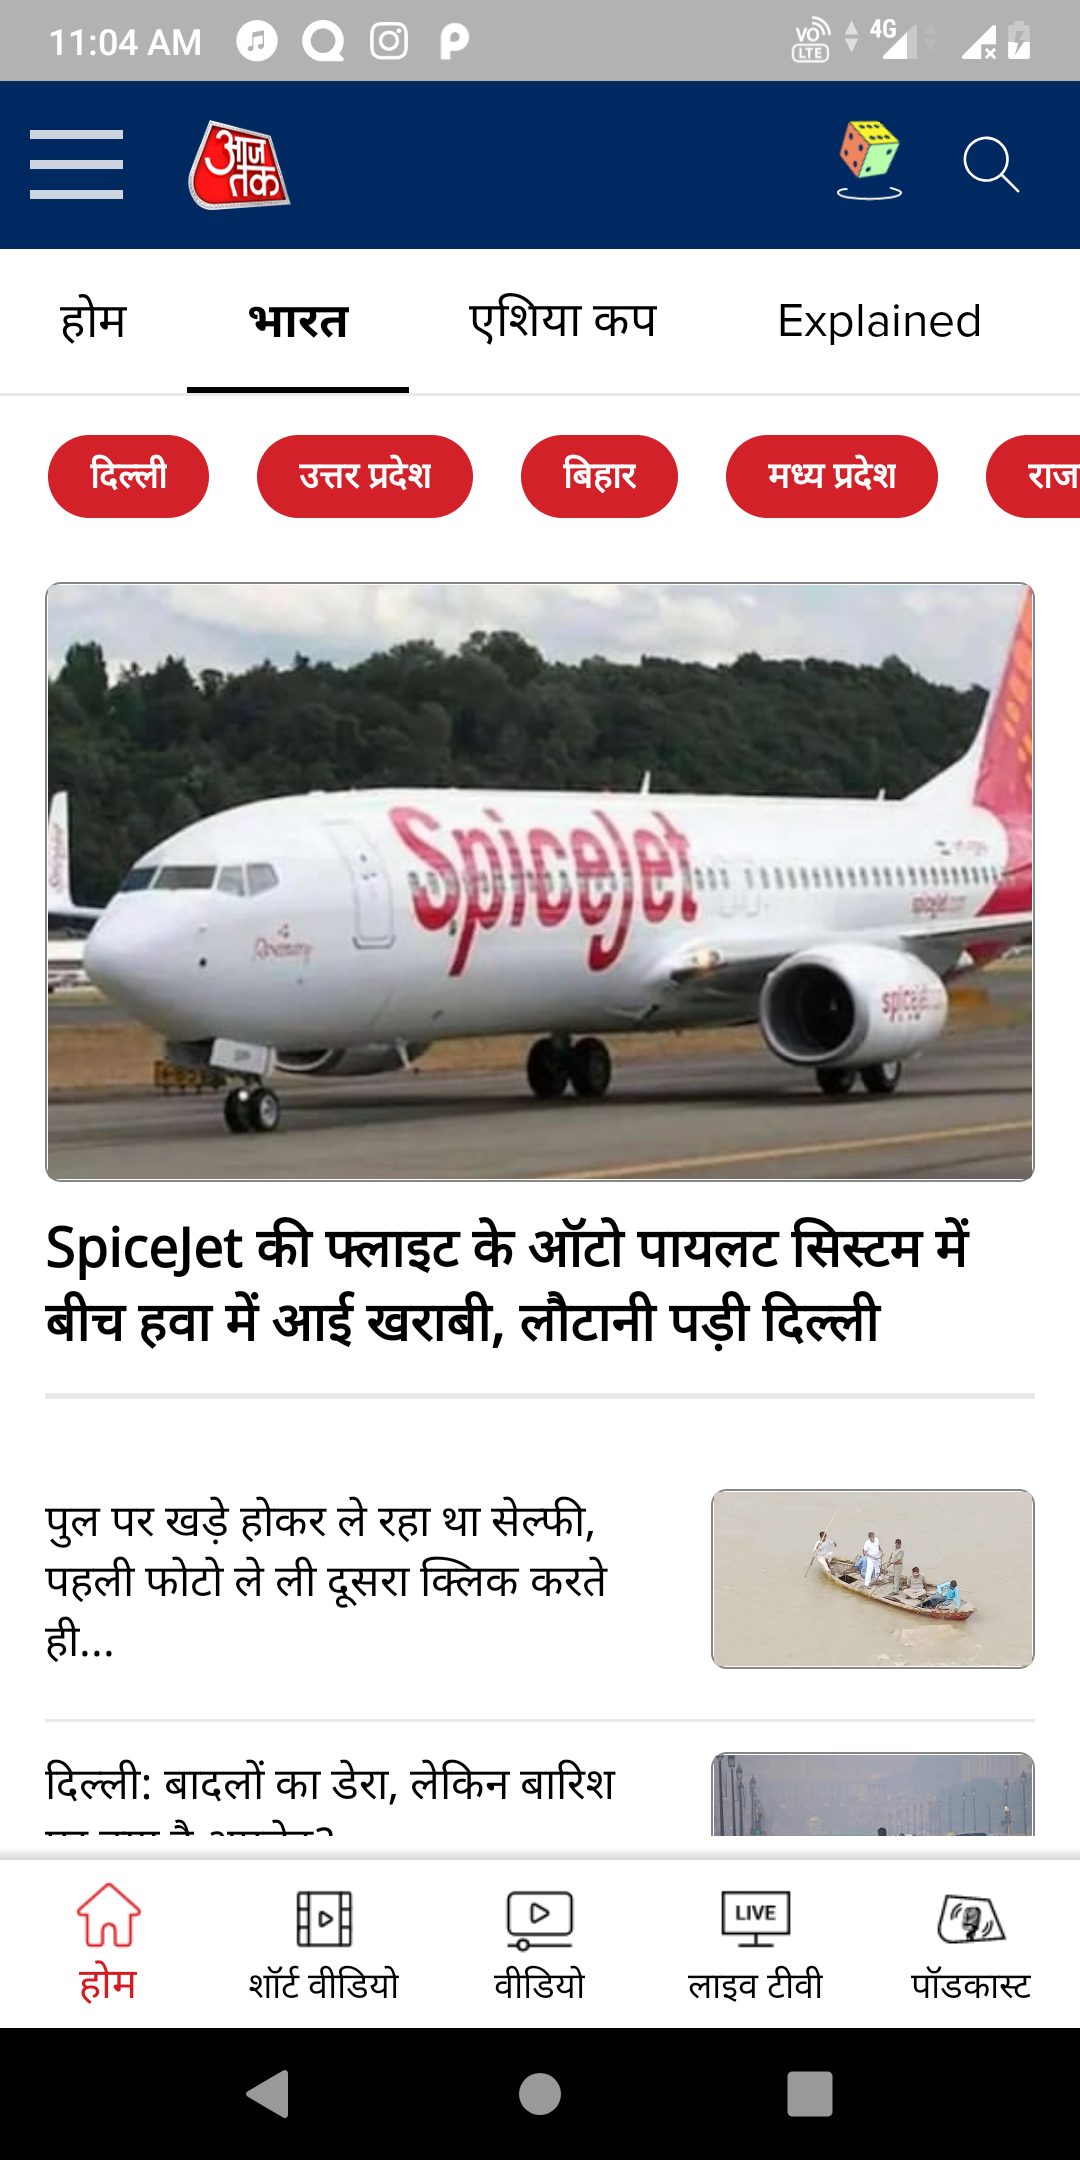 11:04 AM
VO LTE 4G
आज तक
होम भारत एशिया कप Explained
दिल्ली उत्तर प्रदेश बिहार मध्य प्रदेश राज
SpiceJet
spicejet
SpiceJet की फ्लाइट के ऑटो पायलट सिस्टम में
बीच हवा में आई खराबी, लौटानी पड़ी दिल्ली
पुल पर खड़े होकर ले रहा था सेल्फी,
पहली फोटो ले ली दूसरा क्लिक करते
ही...
दिल्ली: बादलों का डेरा, लेकिन बारिश
LIVE
होम शॉर्ट वीडियो वीडियो लाइव टीवी पॉडकास्ट